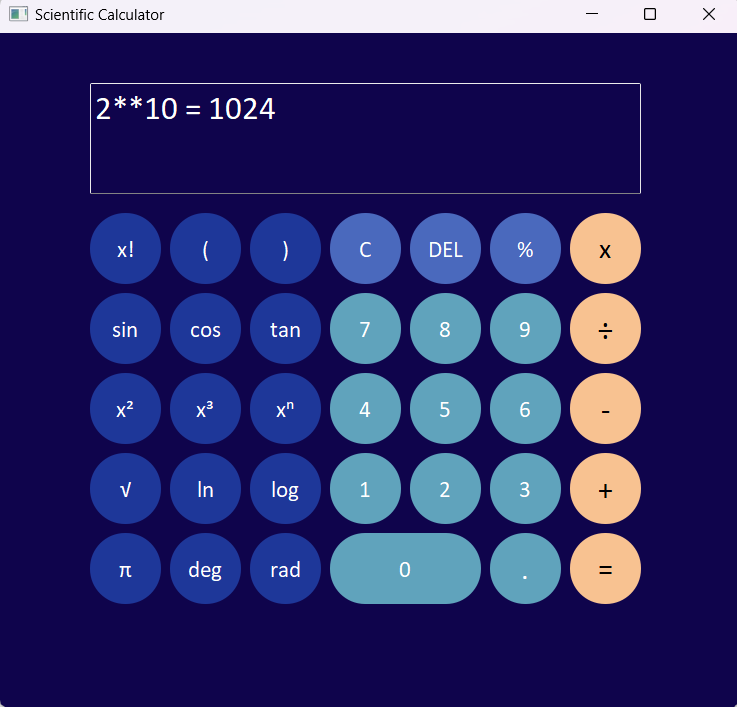 Scientific Calculator
2**10 = 1024
x! ( ) C DEL % x
sin cos tan 7 8 9 ÷
x² x³ xⁿ 4 5 6 -
√ ln log 1 2 3 +
π deg rad 0 . =